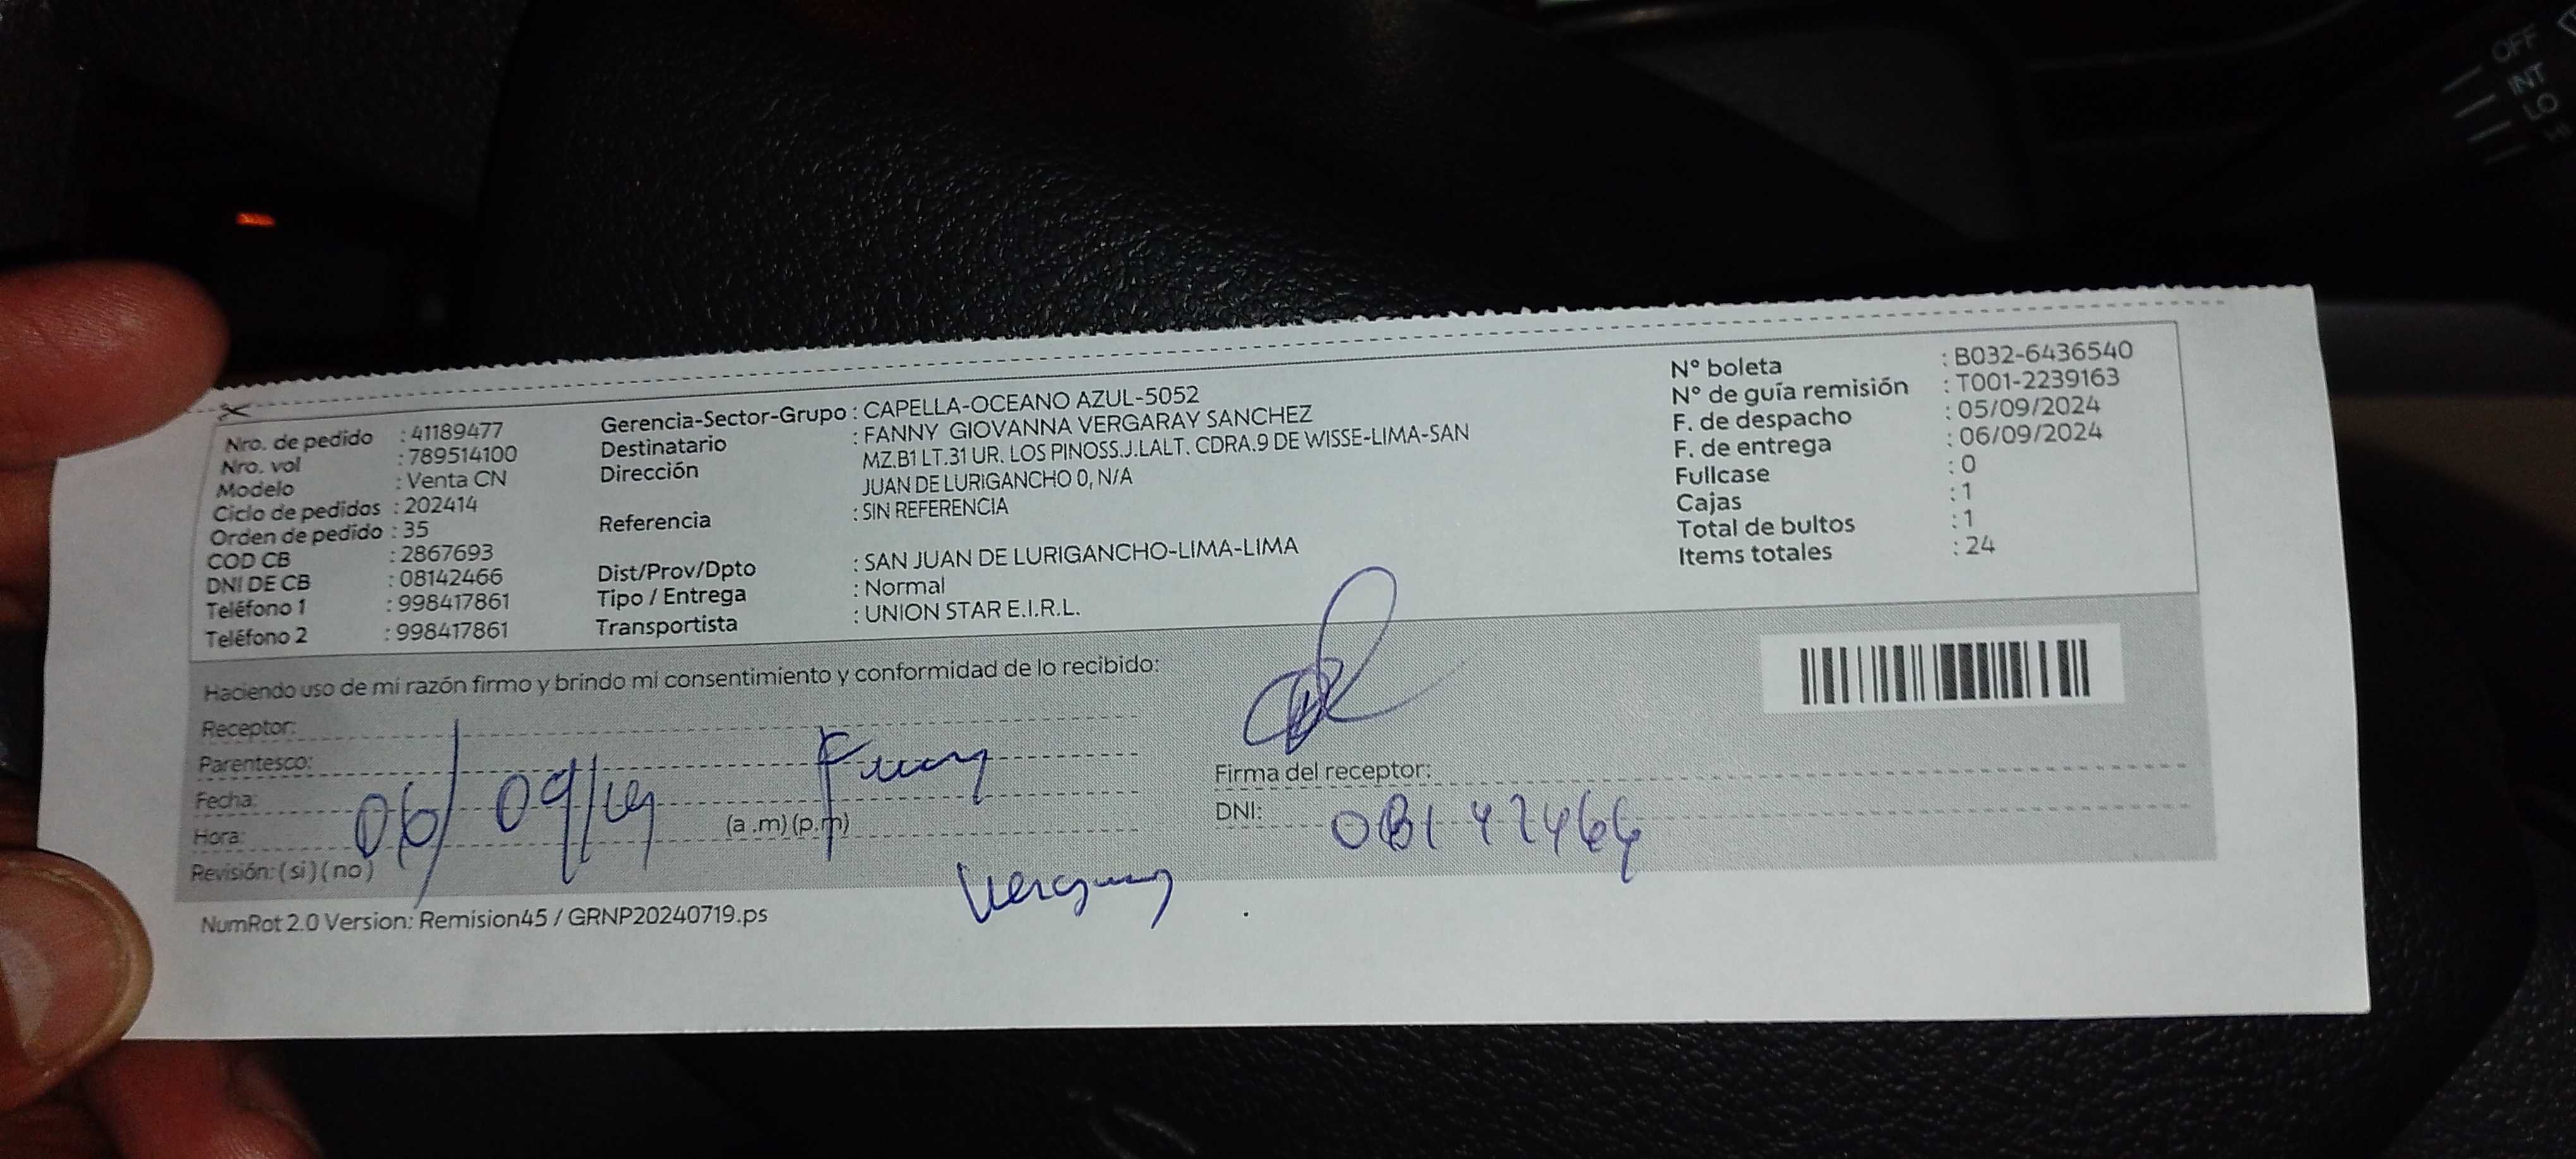 Nro. de pedido : 41189477
Nro. vol : 789514100
Modelo : Venta CN
Ciclo de pedidos : 202414
Orden de pedido : 35
COD CB : 2867693
DNI DE CB : 08142466
Teléfono 1 : 998417861
Teléfono 2 : 998417861
Gerencia-Sector-Grupo : CAPELLA-OCEANO AZUL-5052
Destinatario : FANNY GIOVANNA VERGARAY SANCHEZ
Dirección MZ.B1 LT.31 UR. LOS PINOSS.J.LALT. CDRA.9 DE WISSE-LIMA-SAN
JUAN DE LURIGANCHO 0, N/A
Referencia : SIN REFERENCIA
Dist/Prov/Dpto : SAN JUAN DE LURIGANCHO-LIMA-LIMA
Tipo / Entrega : Normal
Transportista : UNION STAR E.I.R.L.
N° boleta : B032-6436540
N° de guía remisión : T001-2239163
F. de despacho : 05/09/2024
F. de entrega : 06/09/2024
Fullcase : 0
Cajas : 1
Total de bultos : 1
Items totales : 24
Haciendo uso de mi razón firmo y brindo mi consentimiento y conformidad de lo recibido:
Receptor:
Parentesco:
Fecha: 06/09/
Hora: (a .m) (p.m)
Revisión: ( si ) ( no )
Firma del receptor:
DNI: 08142466
NumRot 2.0 Version: Remision45 / GRNP20240719.ps
OFF
INT
LO